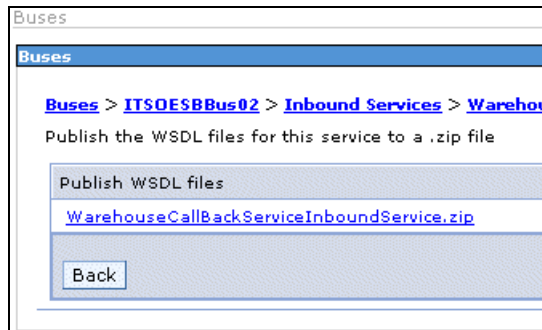 Buses
Buses
Buses > ITSOESBBus02 > Inbound Services >
Publish the WSDL files for this service to a .zip file
Publish WSDL files
WarehouseCallBackServiceInboundService.zip
Back